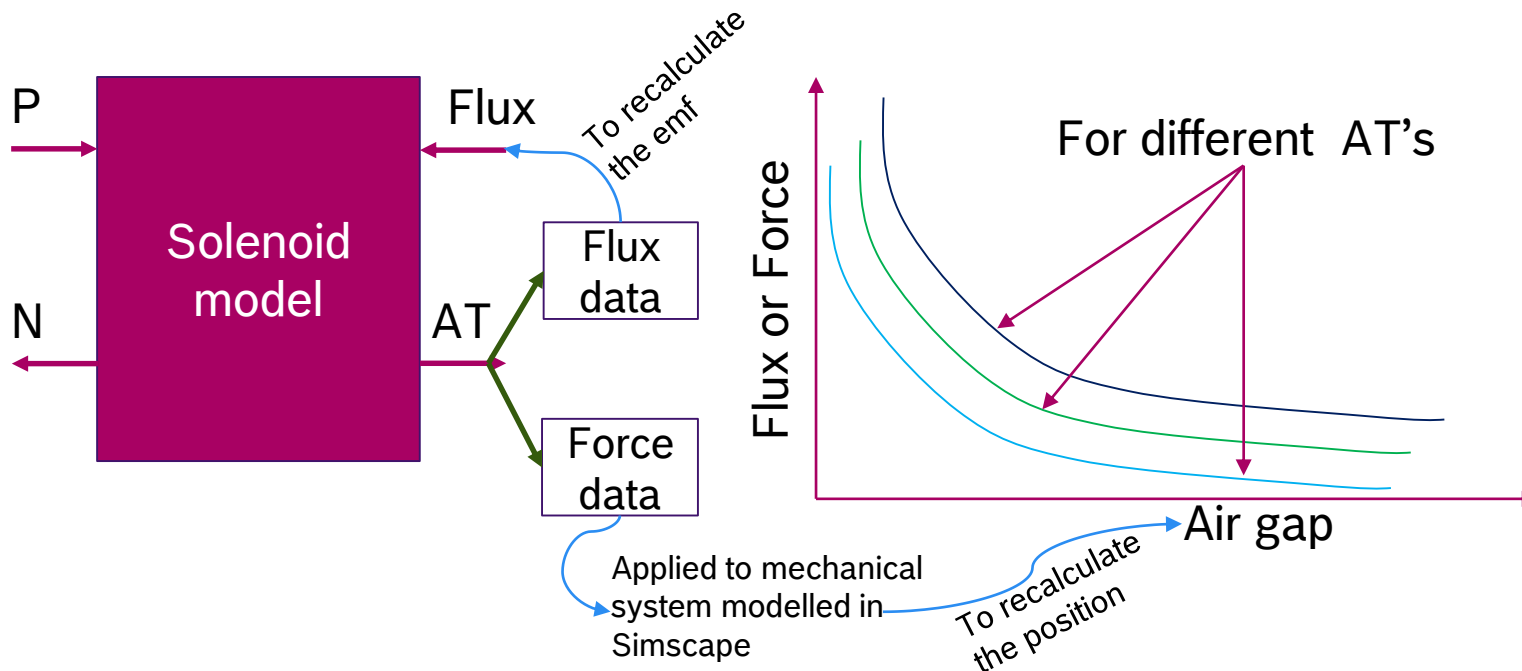 P
N
Solenoid
model
Flux
AT
To recalculate
the emf
Flux
data
Force
data
Applied to mechanical
system modelled in
Simscape
To recalculate
the position
Flux or Force
For different AT's
Air gap